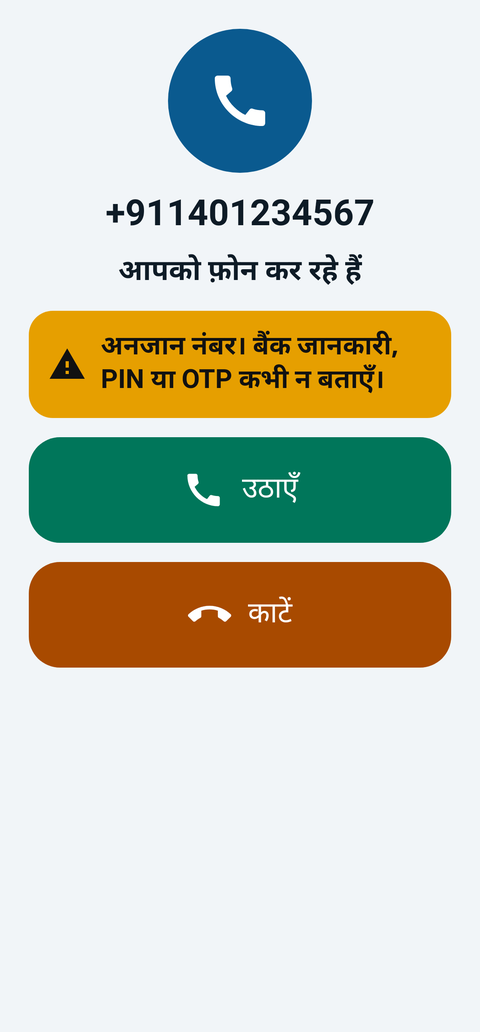 +911401234567
आपको फ़ोन कर रहे हैं
अनजान नंबर। बैंक जानकारी,
PIN या OTP कभी न बताएँ।
उठाएँ
काटें